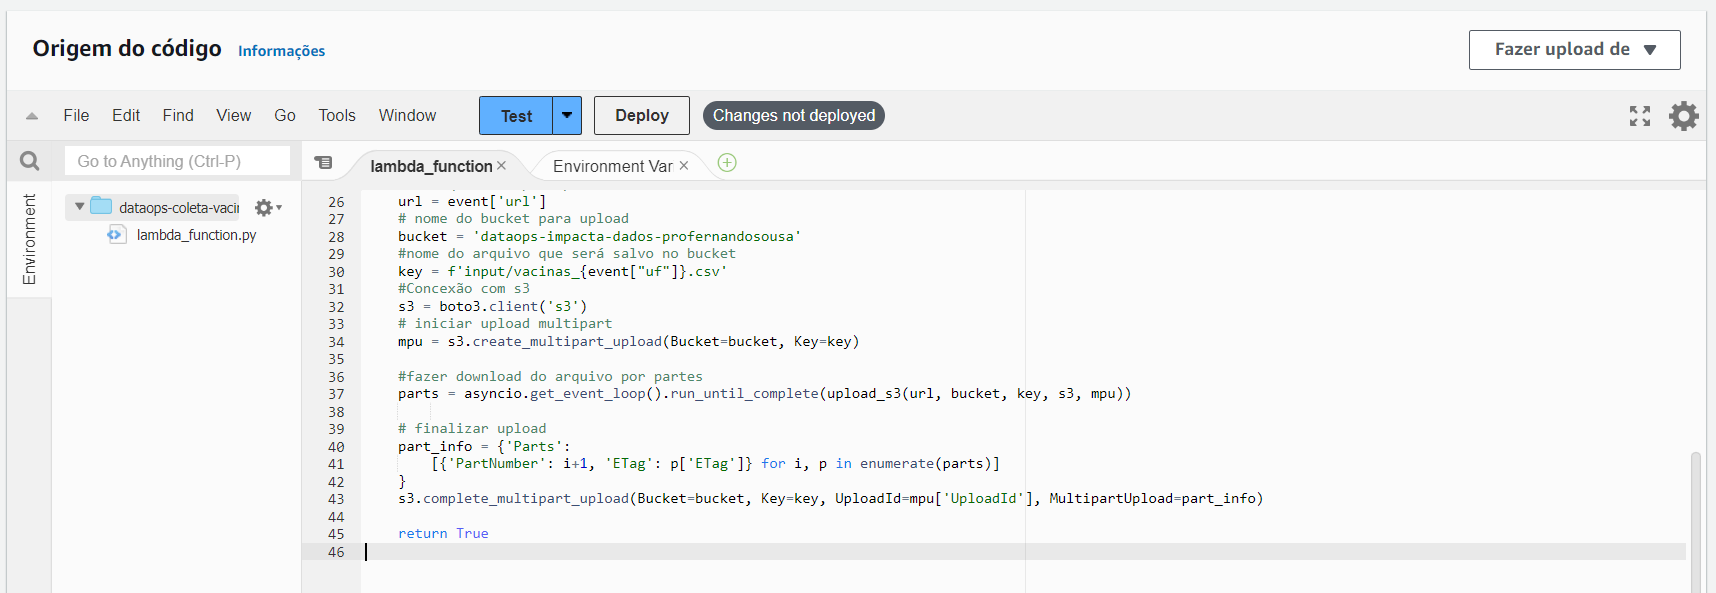 Origem do código Informações
Fazer upload de
File Edit Find View Go Tools Window Test Deploy Changes not deployed
Go to Anything (Ctrl-P)
lambda_function × Environment Var ×
Environment
dataops-coleta-vacin
lambda_function.py
26 url = event['url']
27 # nome do bucket para upload
28 bucket = 'dataops-impacta-dados-profernandosousa'
29 #nome do arquivo que será salvo no bucket
30 key = f'input/vacinas_{event["uf"]}.csv'
31 #Concexão com s3
32 s3 = boto3.client('s3')
33 # iniciar upload multipart
34 mpu = s3.create_multipart_upload(Bucket=bucket, Key=key)
35
36 #fazer download do arquivo por partes
37 parts = asyncio.get_event_loop().run_until_complete(upload_s3(url, bucket, key, s3, mpu))
38
39 # finalizar upload
40 part_info = {'Parts':
41 [{'PartNumber': i+1, 'ETag': p['ETag']} for i, p in enumerate(parts)]
42 }
43 s3.complete_multipart_upload(Bucket=bucket, Key=key, UploadId=mpu['UploadId'], MultipartUpload=part_info)
44
45 return True
46